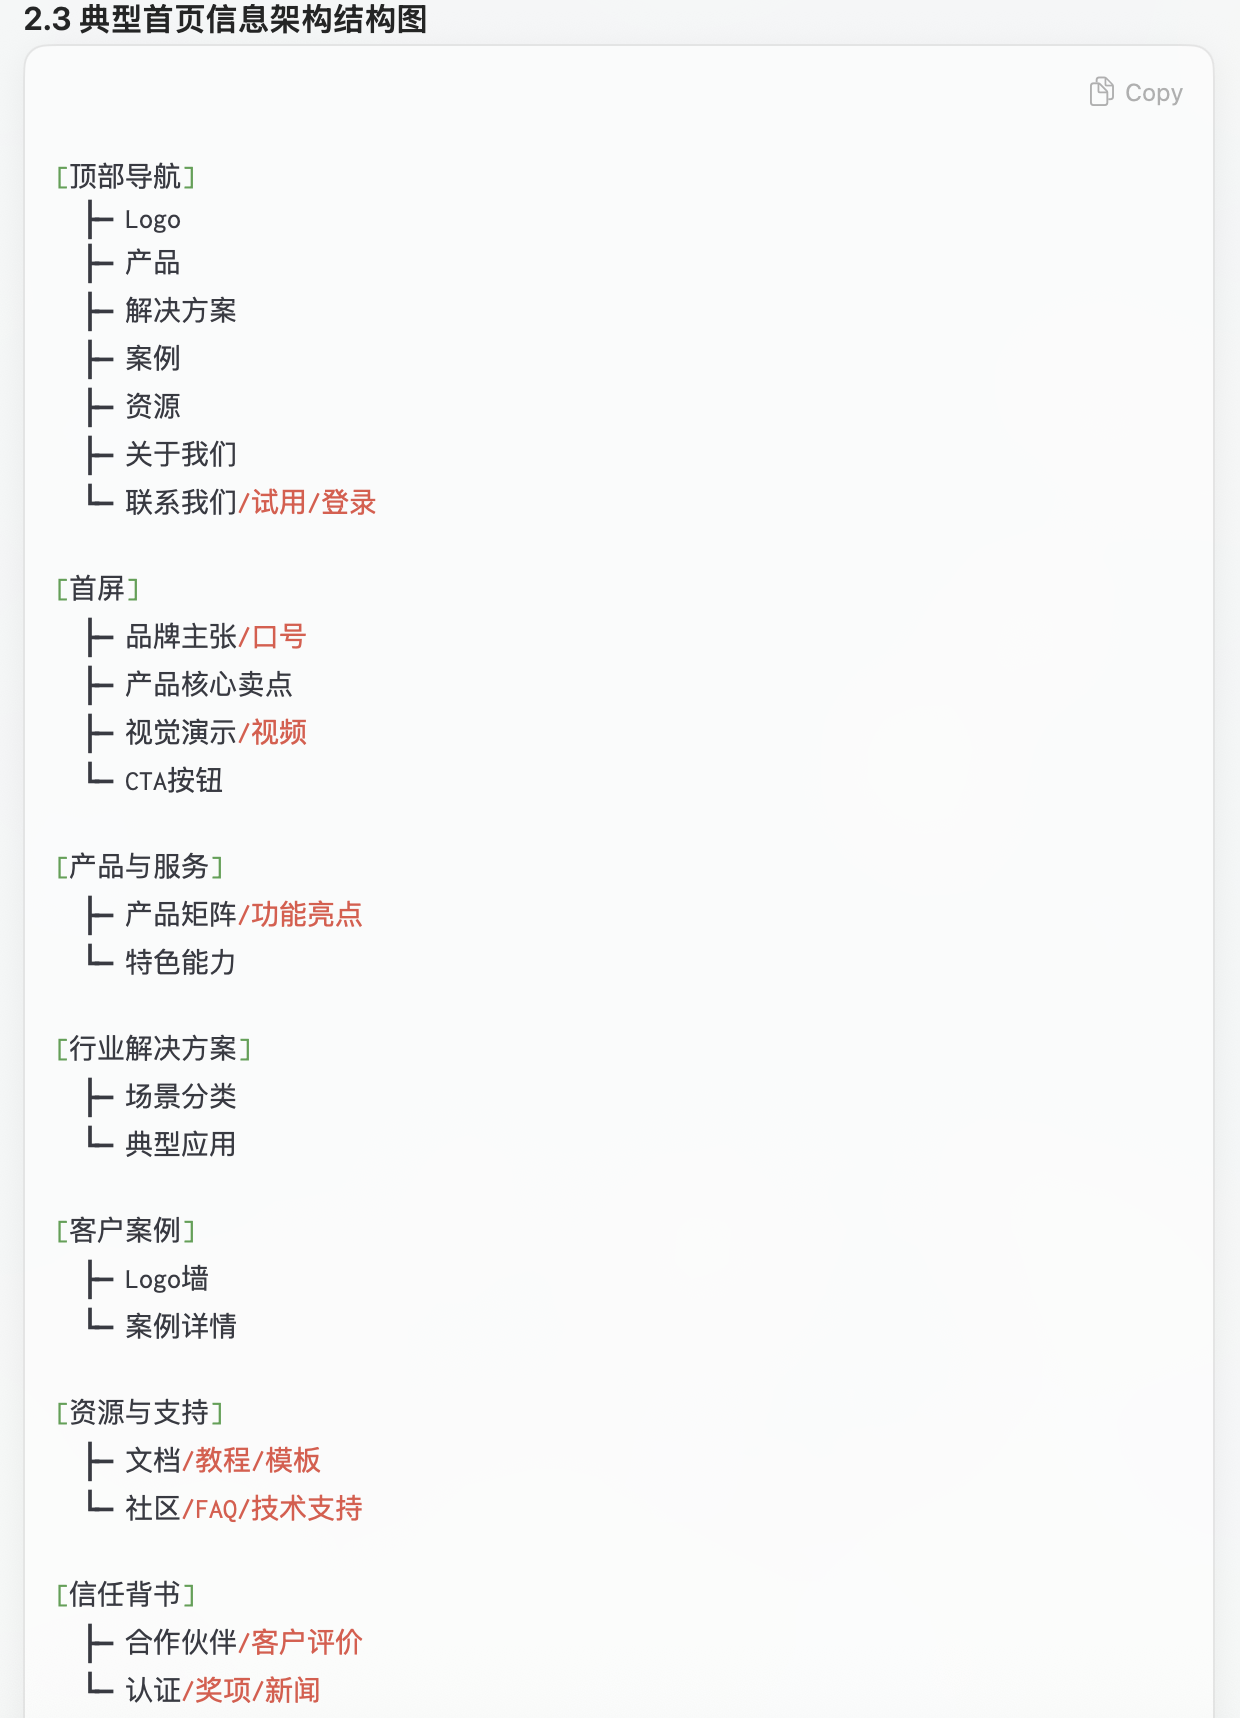 2.3 典型首页信息架构结构图
Copy
[顶部导航]
├─ Logo
├─ 产品
├─ 解决方案
├─ 案例
├─ 资源
├─ 关于我们
└─ 联系我们/试用/登录
[首屏]
├─ 品牌主张/口号
├─ 产品核心卖点
├─ 视觉演示/视频
└─ CTA按钮
[产品与服务]
├─ 产品矩阵/功能亮点
└─ 特色能力
[行业解决方案]
├─ 场景分类
└─ 典型应用
[客户案例]
├─ Logo墙
└─ 案例详情
[资源与支持]
├─ 文档/教程/模板
└─ 社区/FAQ/技术支持
[信任背书]
├─ 合作伙伴/客户评价
└─ 认证/奖项/新闻